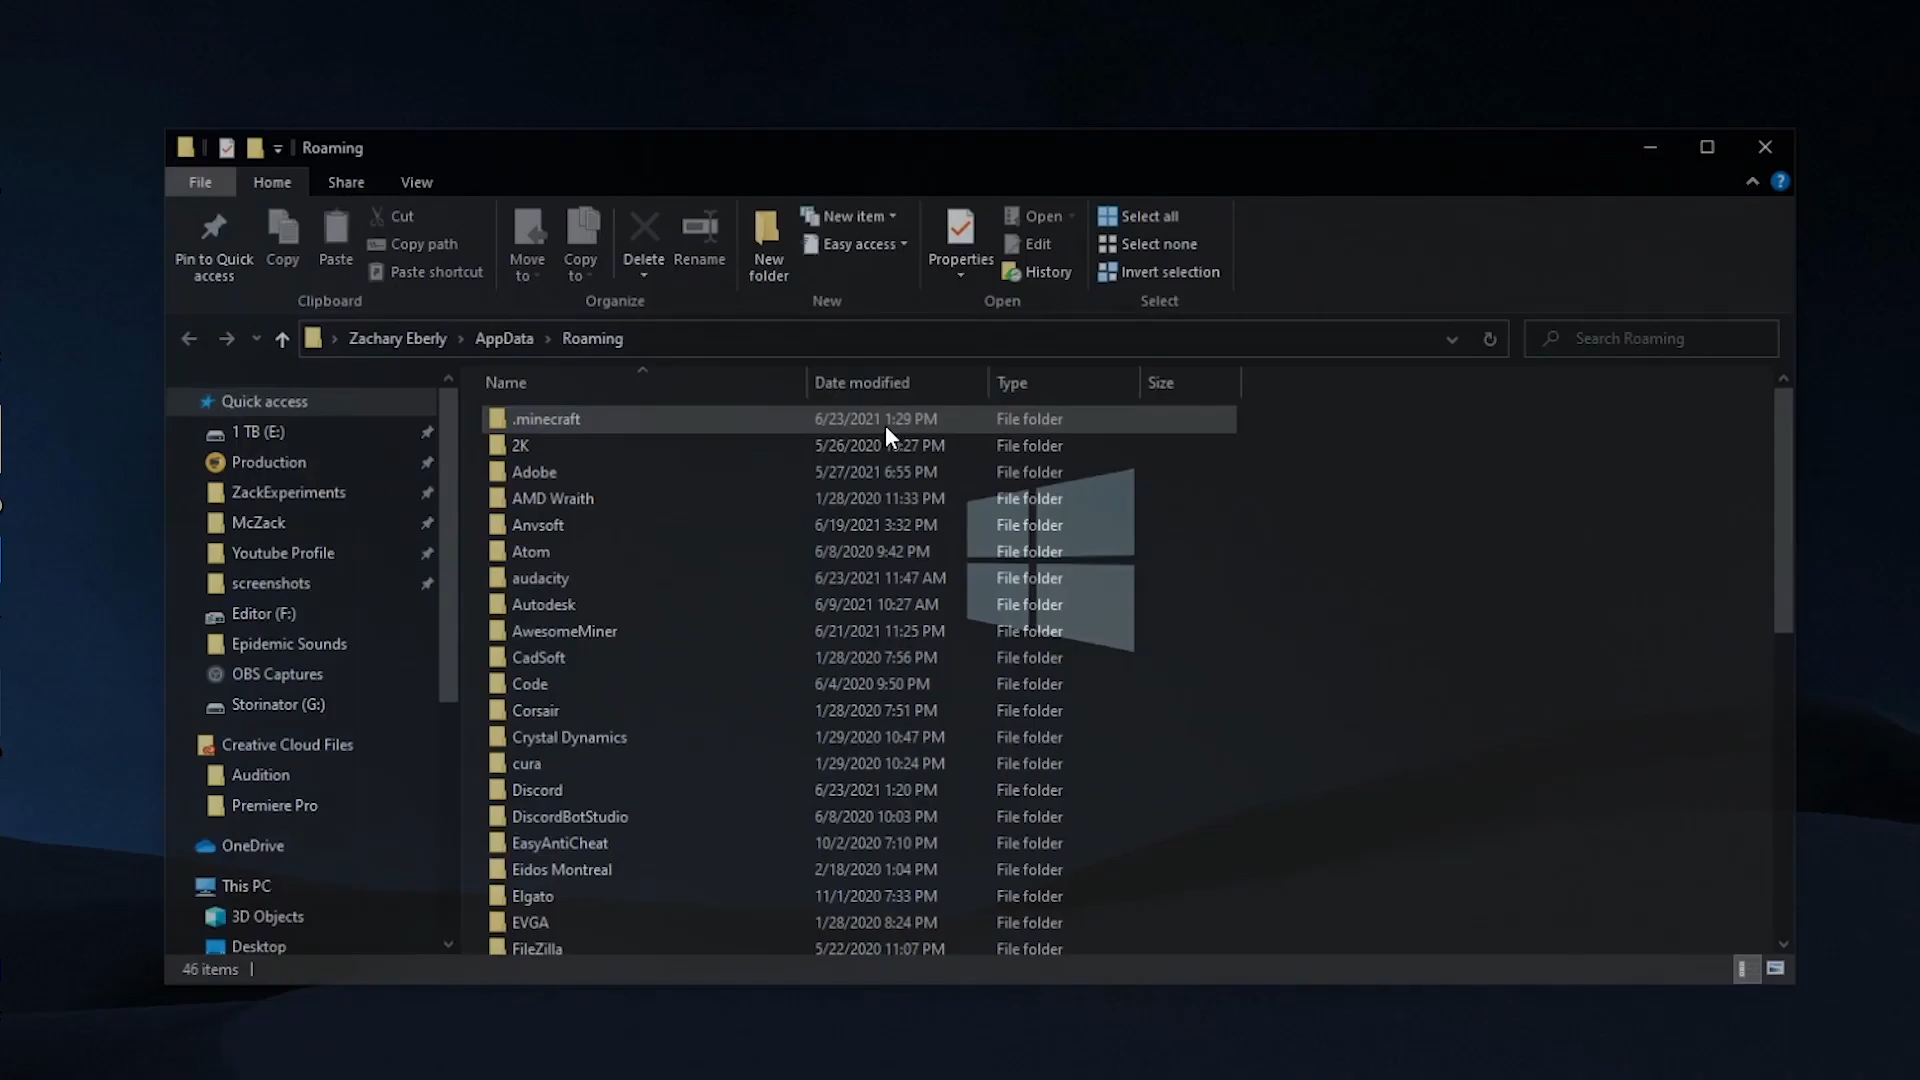 Roaming
File Home Share View
Pin to Quick access
Copy
Paste
Cut
Copy path
Paste shortcut
Clipboard
Move to
Copy to
Delete
Rename
Organize
New folder
New item
Easy access
New
Properties
Open
Edit
History
Open
Select all
Select none
Invert selection
Select
Zachary Eberly > AppData > Roaming
Search Roaming
Quick access
1 TB (E:)
Production
ZackExperiments
McZack
Youtube Profile
screenshots
Editor (F:)
Epidemic Sounds
OBS Captures
Storinator (G:)
Creative Cloud Files
Audition
Premiere Pro
OneDrive
This PC
3D Objects
Desktop
Name Date modified Type Size
.minecraft 6/23/2021 1:29 PM File folder
2K 5/26/2020 PM File folder
Adobe 5/27/2021 6:55 PM File folder
AMD Wraith 1/28/2020 11:33 PM File folder
Anvsoft 6/19/2021 3:32 PM File folder
Atom 6/8/2020 9:42 PM File folder
audacity 6/23/2021 11:47 AM File folder
Autodesk 6/9/2021 10:27 AM File folder
AwesomeMiner 6/21/2021 11:25 PM File folder
CadSoft 1/28/2020 7:56 PM File folder
Code 6/4/2020 9:50 PM File folder
Corsair 1/28/2020 7:51 PM File folder
Crystal Dynamics 1/29/2020 10:47 PM File folder
cura 1/29/2020 10:24 PM File folder
Discord 6/23/2021 1:20 PM File folder
DiscordBotStudio 6/8/2020 10:03 PM File folder
EasyAntiCheat 10/2/2020 7:10 PM File folder
Eidos Montreal 2/18/2020 1:04 PM File folder
Elgato 11/1/2020 7:33 PM File folder
EVGA 1/28/2020 8:24 PM File folder
FileZilla 5/22/2020 11:07 PM File folder
46 items